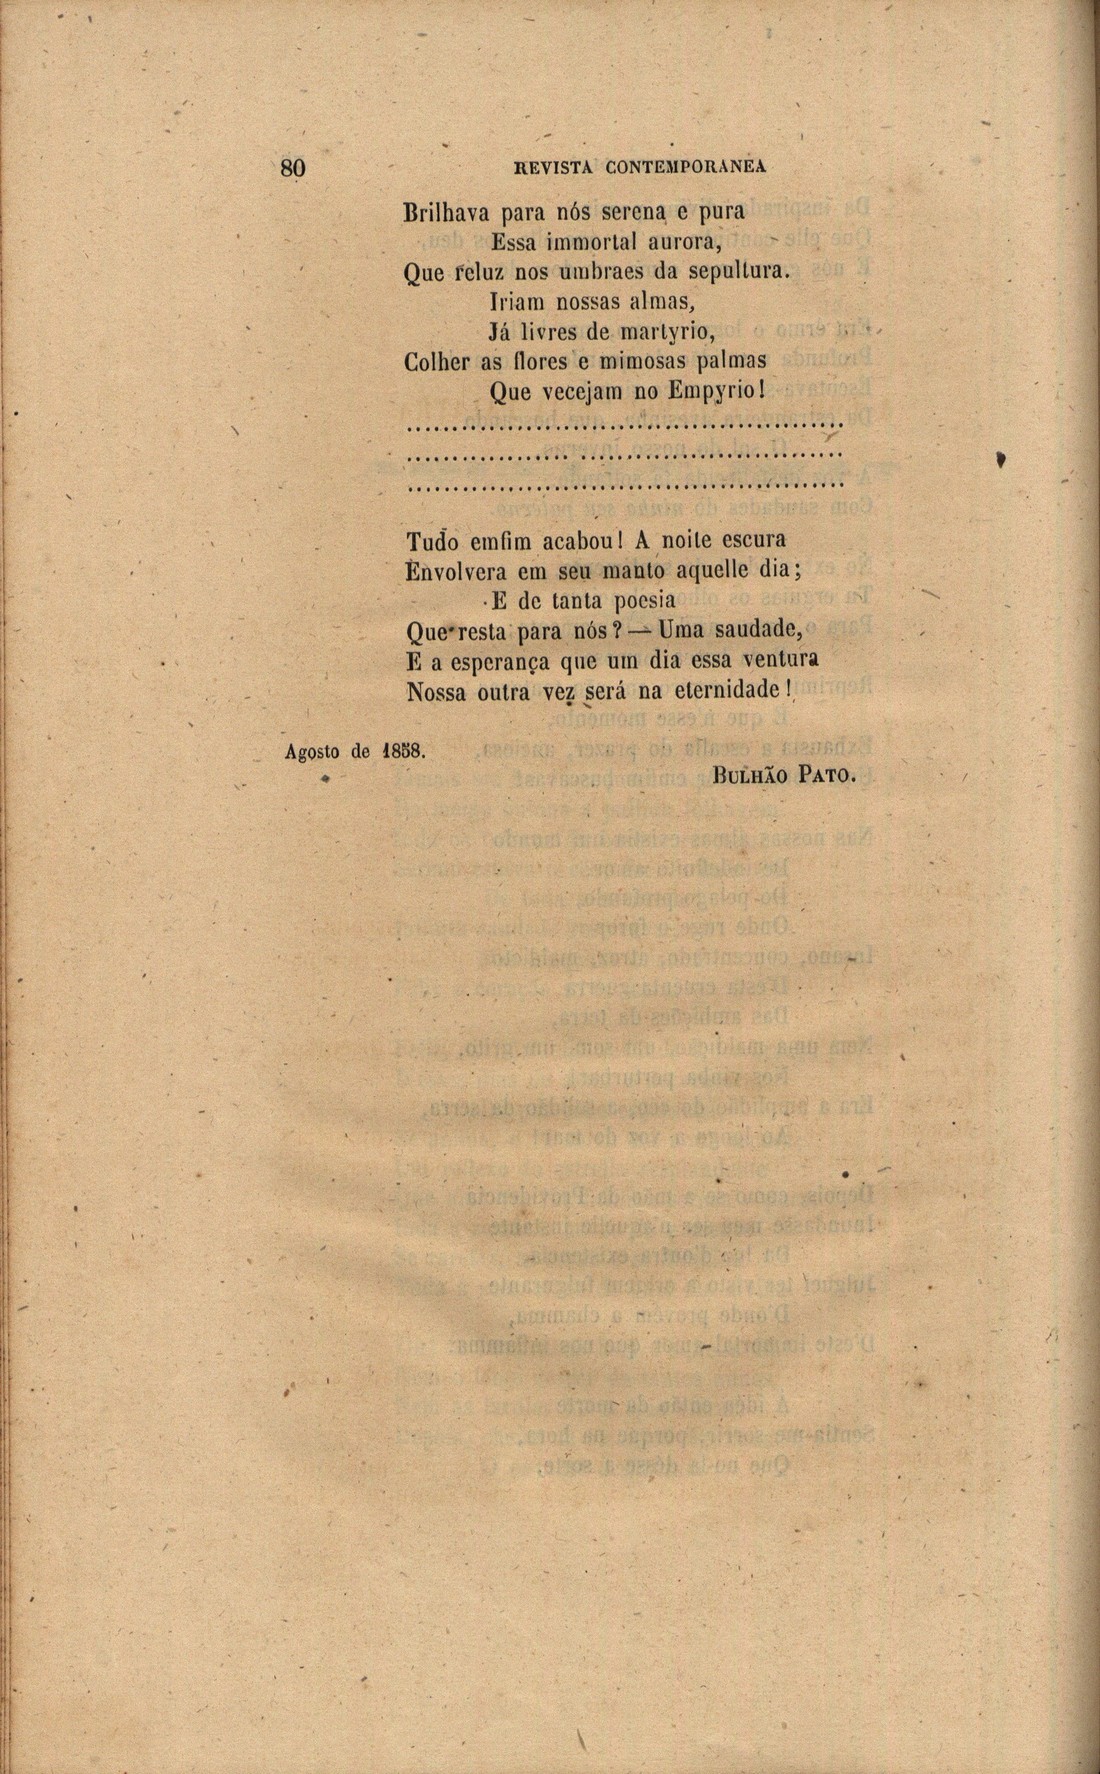 80 REVISTA CONTEMPORANEA
Brilhava para nós serena e pura
Essa immortal aurora,
Que reluz nos umbraes da sepultura.
Iriam nossas almas,
Já livres de martyrio,
Colher as flores e mimosas palmas
Que vecejam no Empyrio!
................................................
................................................
................................................
Tudo emfim acabou! A noite escura
Envolvera em seu manto aquelle dia;
E de tanta poesia
Que resta para nós? — Uma saudade,
E a esperança que um dia essa ventura
Nossa outra vez será na eternidade!
Agosto de 1858.
BULHÃO PATO.